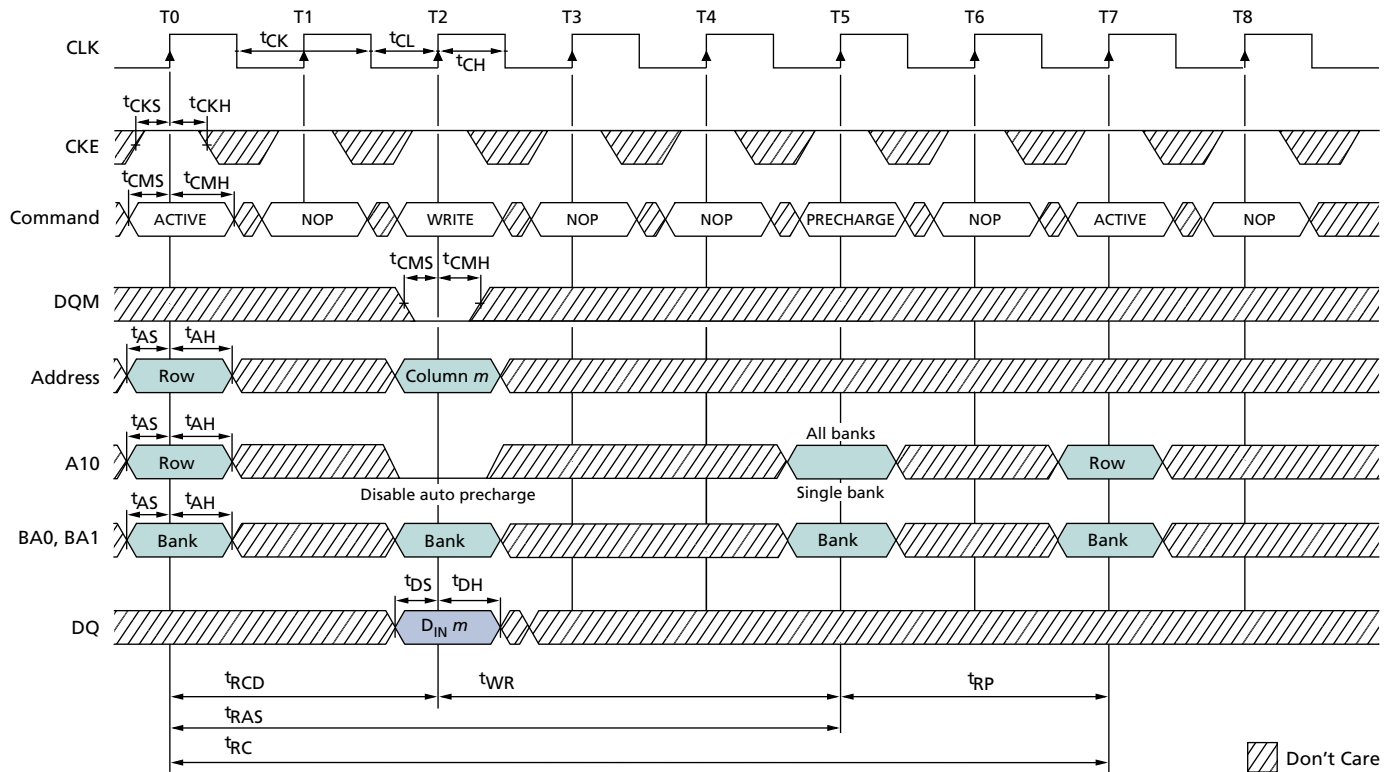 T0 T1 T2 T3 T4 T5 T6 T7 T8
CLK
tCK tCL
tCH
tCKS tCKH
CKE
tCMS tCMH
Command ACTIVE NOP WRITE NOP NOP PRECHARGE NOP ACTIVE NOP
tCMS tCMH
DQM
tAS tAH
Address Row Column m
tAS tAH All banks
A10 Row Row
Disable auto precharge Single bank
tAS tAH
BA0, BA1 Bank Bank Bank Bank
tDS tDH
DQ DIN m
tRCD tWR tRP
tRAS
tRC
Don't Care